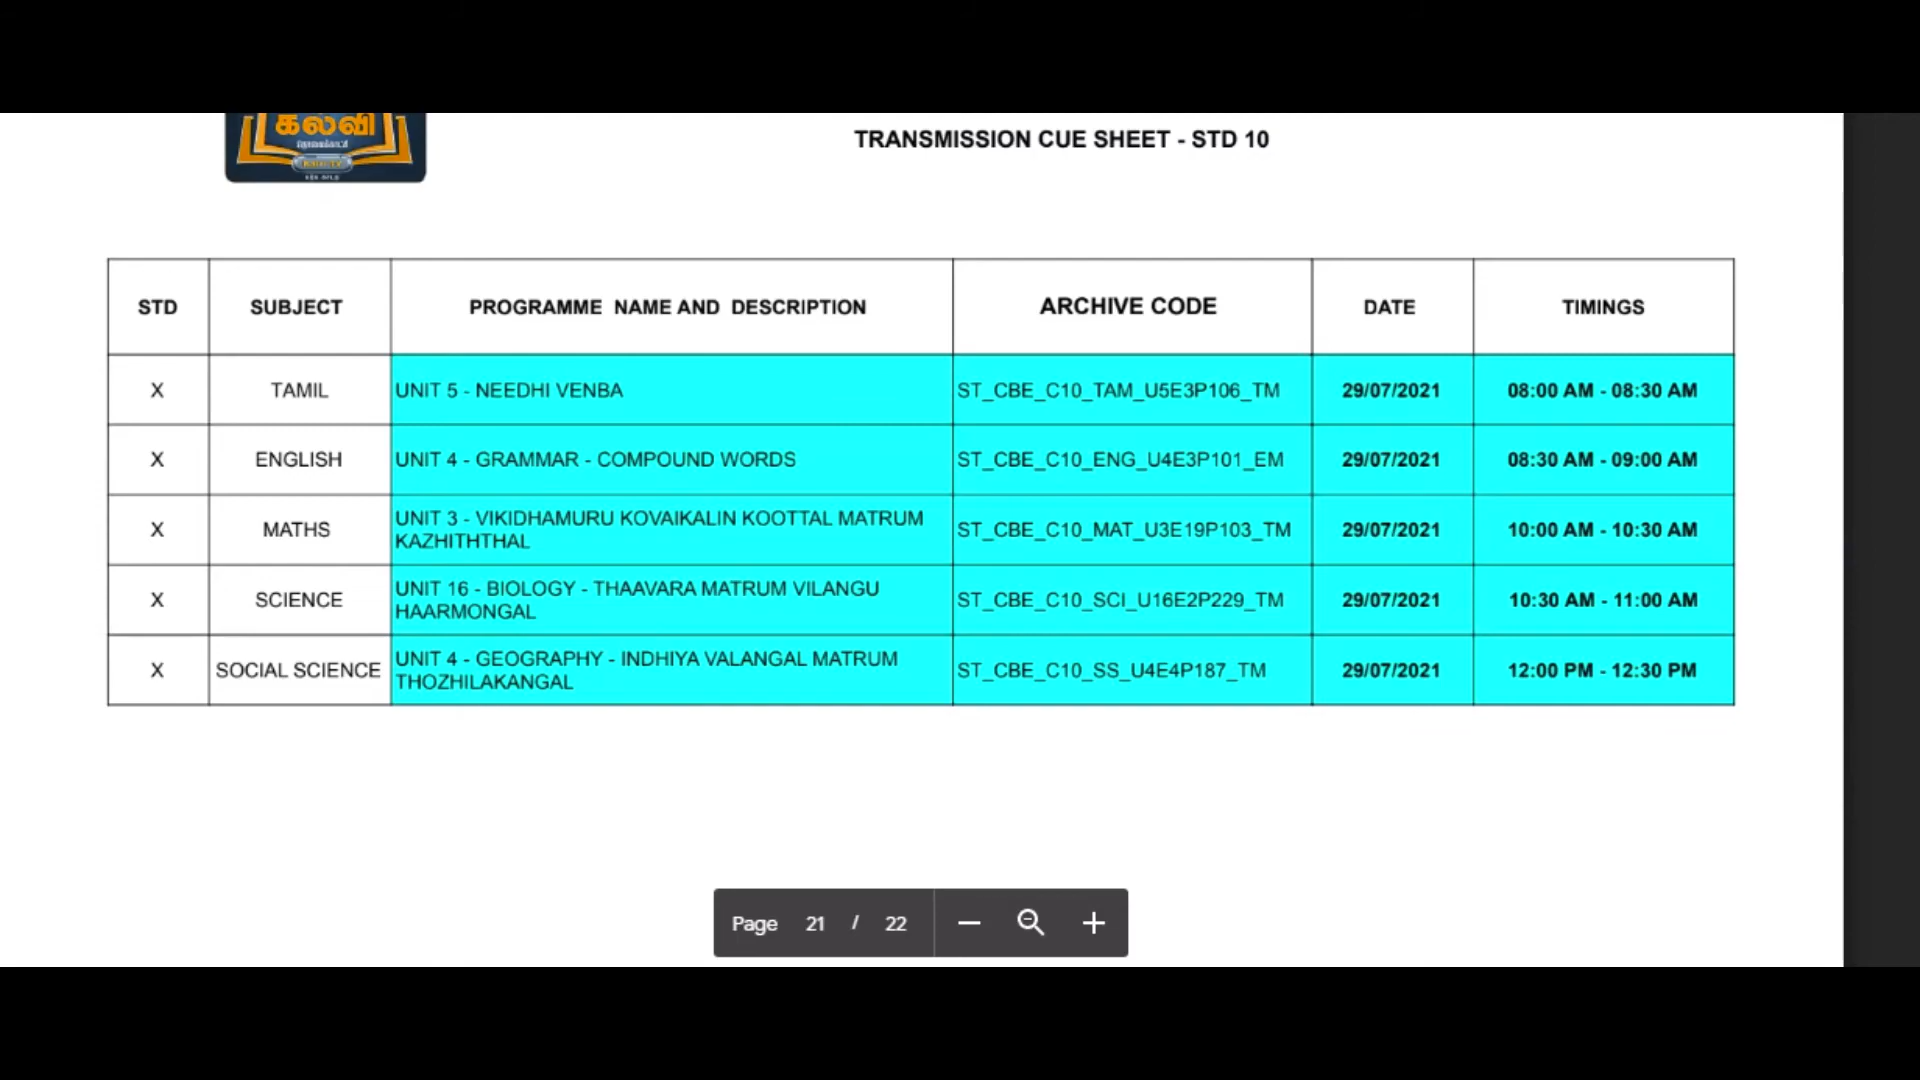 கல்வி
TRANSMISSION CUE SHEET - STD 10
STD SUBJECT PROGRAMME NAME AND DESCRIPTION ARCHIVE CODE DATE TIMINGS
X TAMIL UNIT 5 - NEEDHI VENBA ST_CBE_C10_TAM_U5E3P106_TM 29/07/2021 08:00 AM - 08:30 AM
X ENGLISH UNIT 4 - GRAMMAR - COMPOUND WORDS ST_CBE_C10_ENG_U4E3P101_EM 29/07/2021 08:30 AM - 09:00 AM
X MATHS UNIT 3 - VIKIDHAMURU KOVAIKALIN KOOTTAL MATRUM
KAZHITHTHAL ST_CBE_C10_MAT_U3E19P103_TM 29/07/2021 10:00 AM - 10:30 AM
X SCIENCE UNIT 16 - BIOLOGY - THAAVARA MATRUM VILANGU
HAARMONGAL ST_CBE_C10_SCI_U16E2P229_TM 29/07/2021 10:30 AM - 11:00 AM
X SOCIAL SCIENCE UNIT 4 - GEOGRAPHY - INDHIYA VALANGAL MATRUM
THOZHILAKANGAL ST_CBE_C10_SS_U4E4P187_TM 29/07/2021 12:00 PM - 12:30 PM
Page 21 / 22